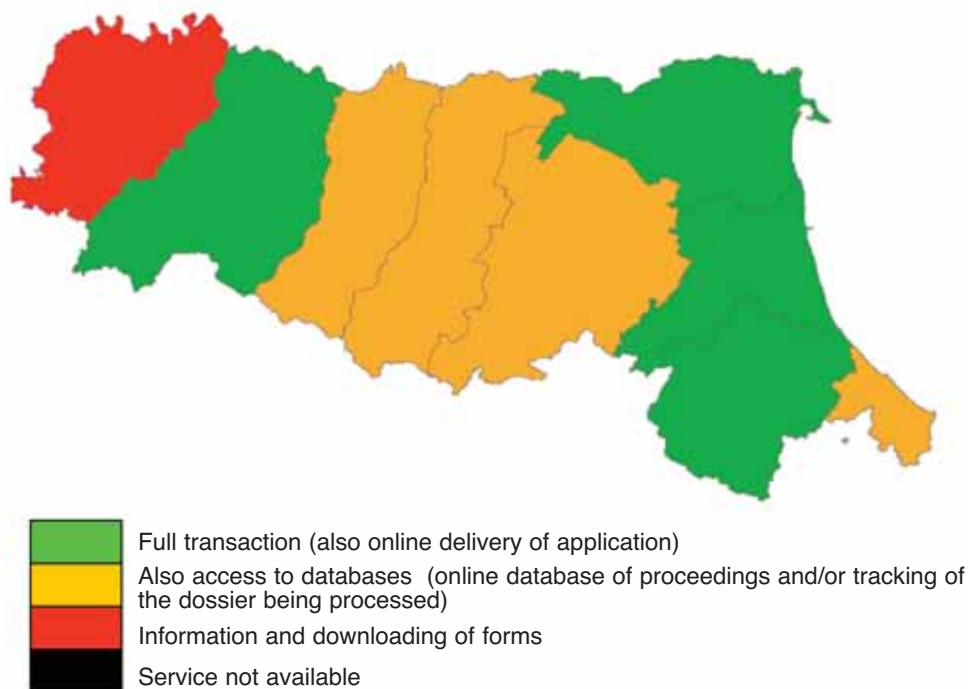 Full transaction (also online delivery of application)
Also access to databases (online database of proceedings and/or tracking of
the dossier being processed)
Information and downloading of forms
Service not available